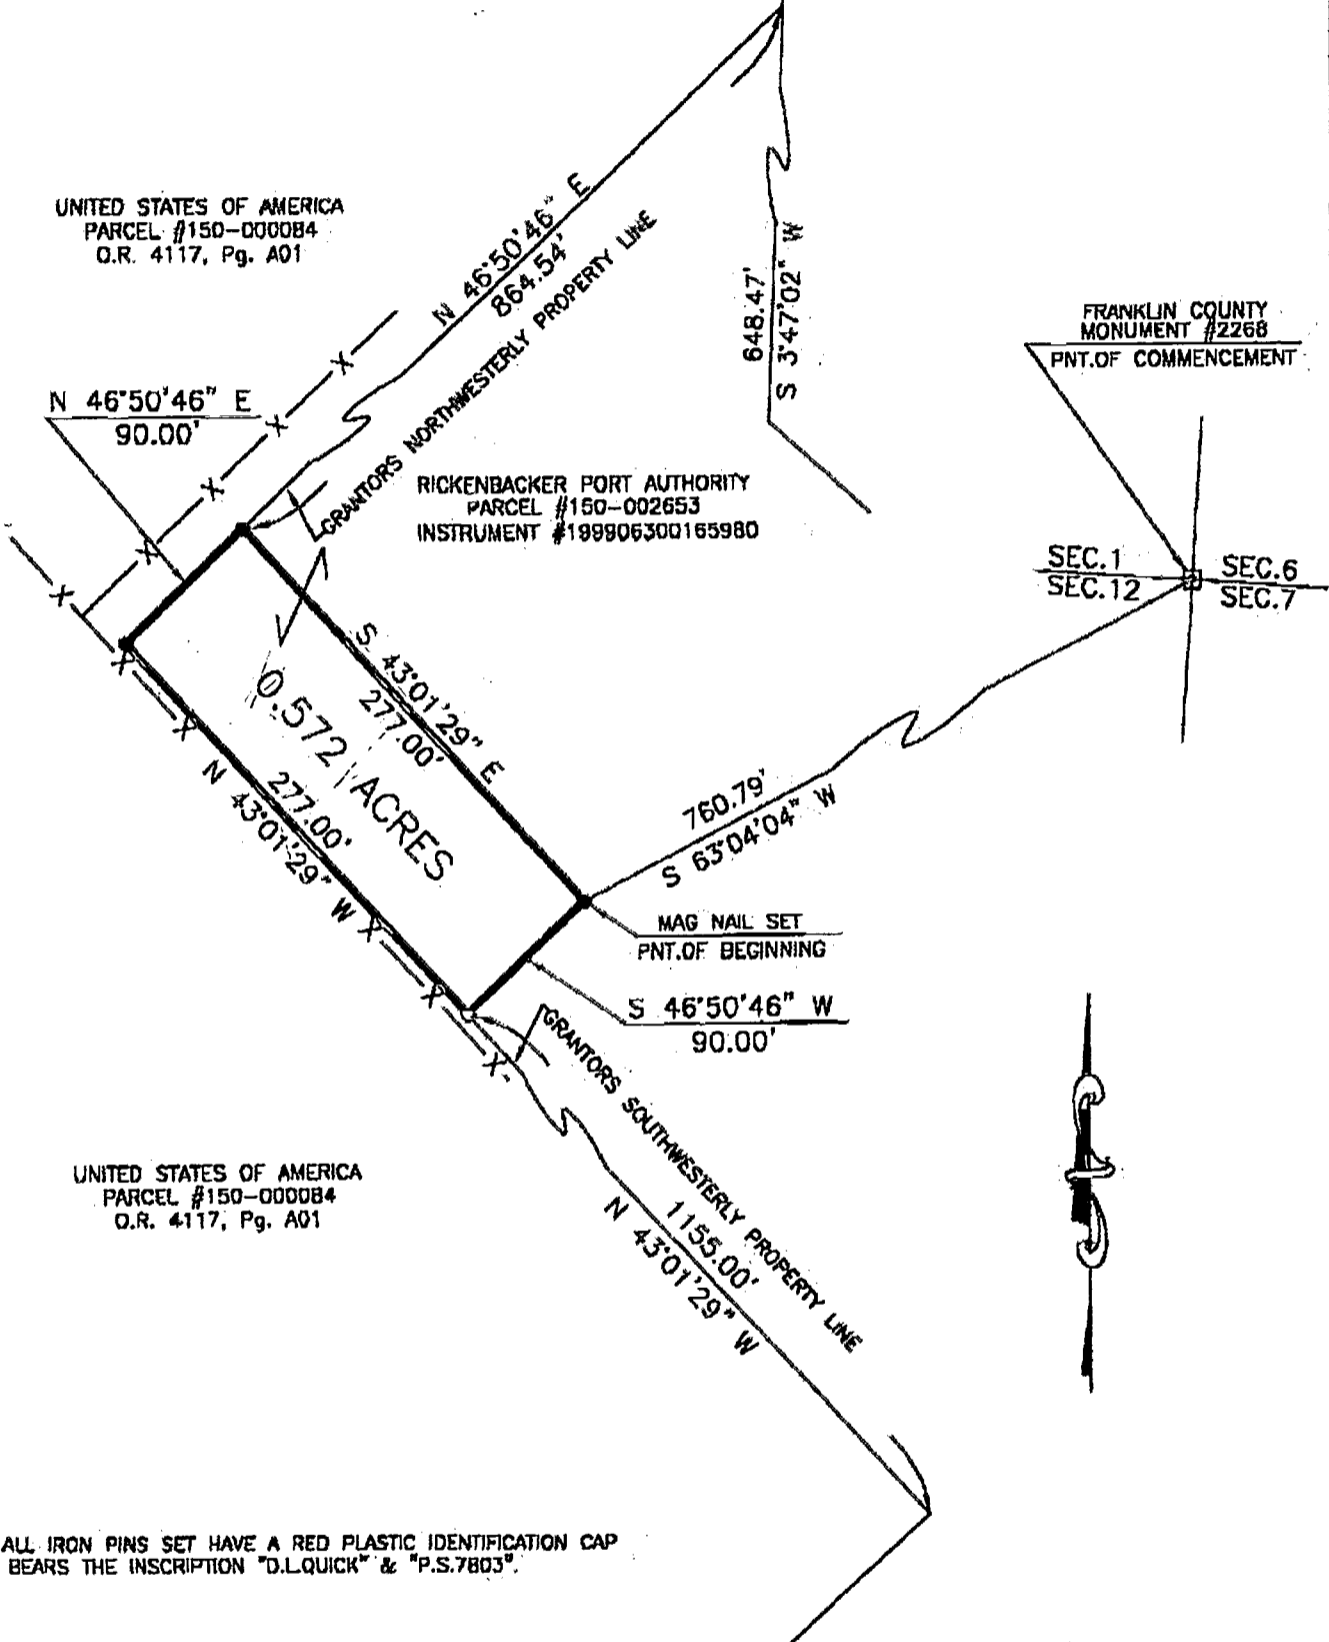 UNITED STATES OF AMERICA
PARCEL #150-000084
O.R. 4117, Pg. A01
N 46°50'46" E
864.54'
GRANTORS NORTHWESTERLY PROPERTY LINE
648.47'
S 3°47'02" W
FRANKLIN COUNTY
MONUMENT #2268
PNT.OF COMMENCEMENT
N 46°50'46" E
90.00'
RICKENBACKER PORT AUTHORITY
PARCEL #150-002653
INSTRUMENT #199906300165980
SEC.1
SEC.6
SEC.12
SEC.7
S 43°01'29" E
277.00'
0.572 ACRES
277.00'
N 43°01'29" W
760.79'
S 63°04'04" W
MAG NAIL SET
PNT.OF BEGINNING
S 46°50'46" W
90.00'
GRANTORS SOUTHWESTERLY PROPERTY LINE
1155.00'
N 43°01'29" W
UNITED STATES OF AMERICA
PARCEL #150-000084
O.R. 4117, Pg. A01
ALL IRON PINS SET HAVE A RED PLASTIC IDENTIFICATION CAP
BEARS THE INSCRIPTION "D.L.QUICK" & "P.S.7803".